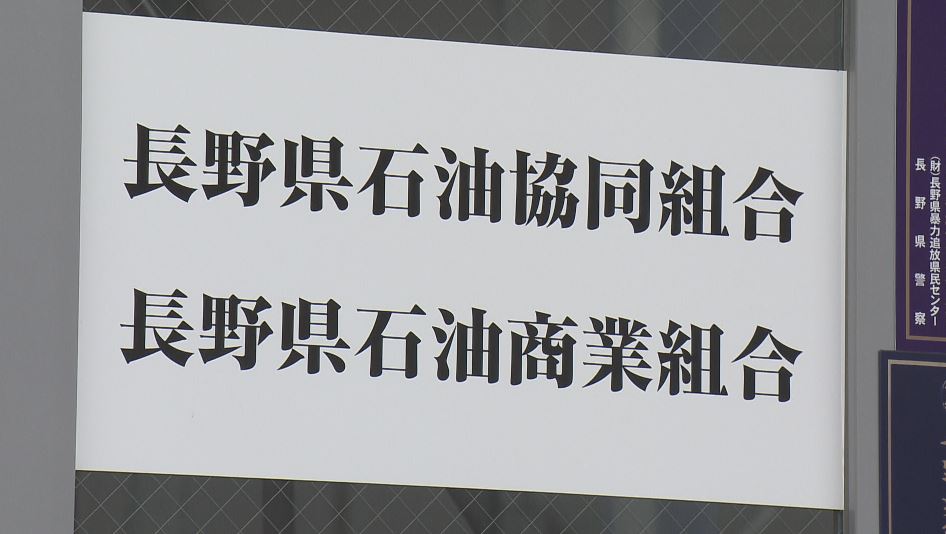 長野県石油協同組合
長野県石油商業組合
(財)長野県暴力追放県民センター
長野県警察